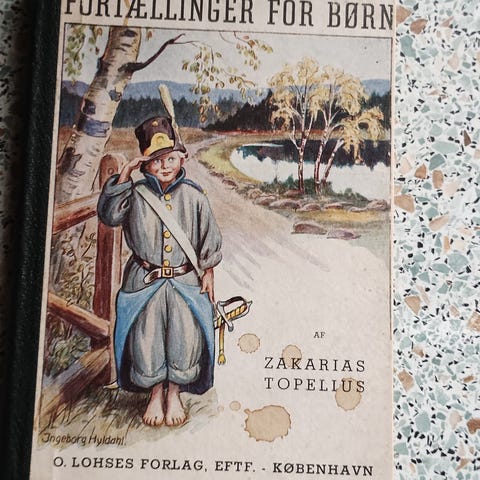 FORTÆLLINGER FOR BØRN
AF
ZAKARIAS
TOPELIUS
Ingeborg Hyldahl.
O. LOHSES FORLAG, EFTF. - KØBENHAVN